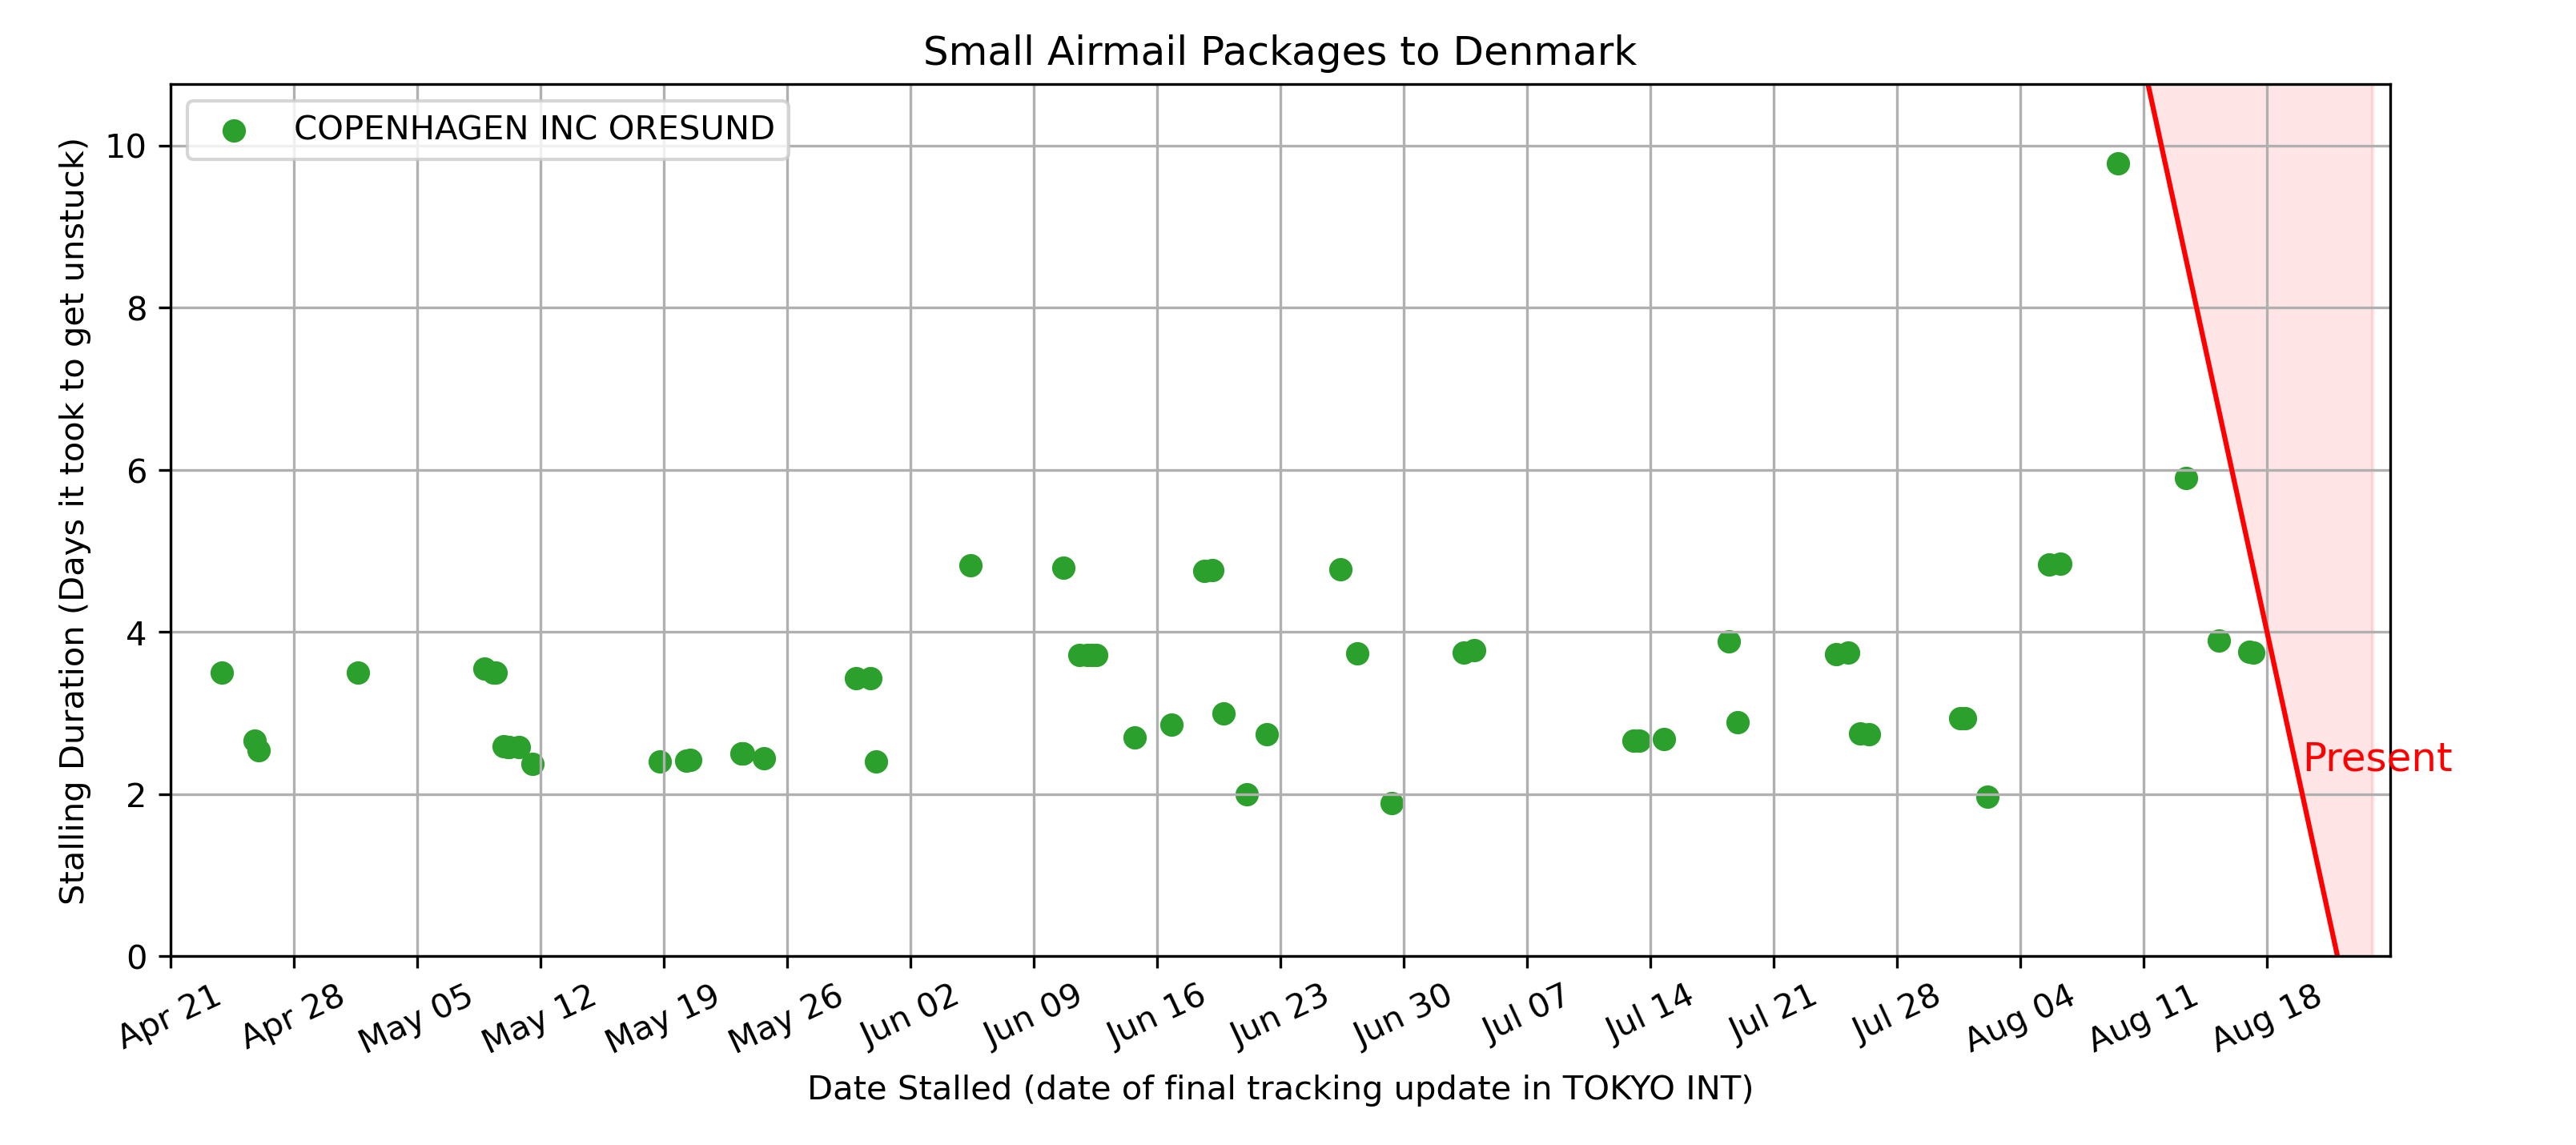 Small Airmail Packages to Denmark
COPENHAGEN INC ORESUND
Stalling Duration (Days it took to get unstuck)
10
8
6
4
2
0
Present
Apr 21
Apr 28
May 05
May 12
May 19
May 26
Jun 02
Jun 09
Jun 16
Jun 23
Jun 30
Jul 07
Jul 14
Jul 21
Jul 28
Aug 04
Aug 11
Aug 18
Date Stalled (date of final tracking update in TOKYO INT)